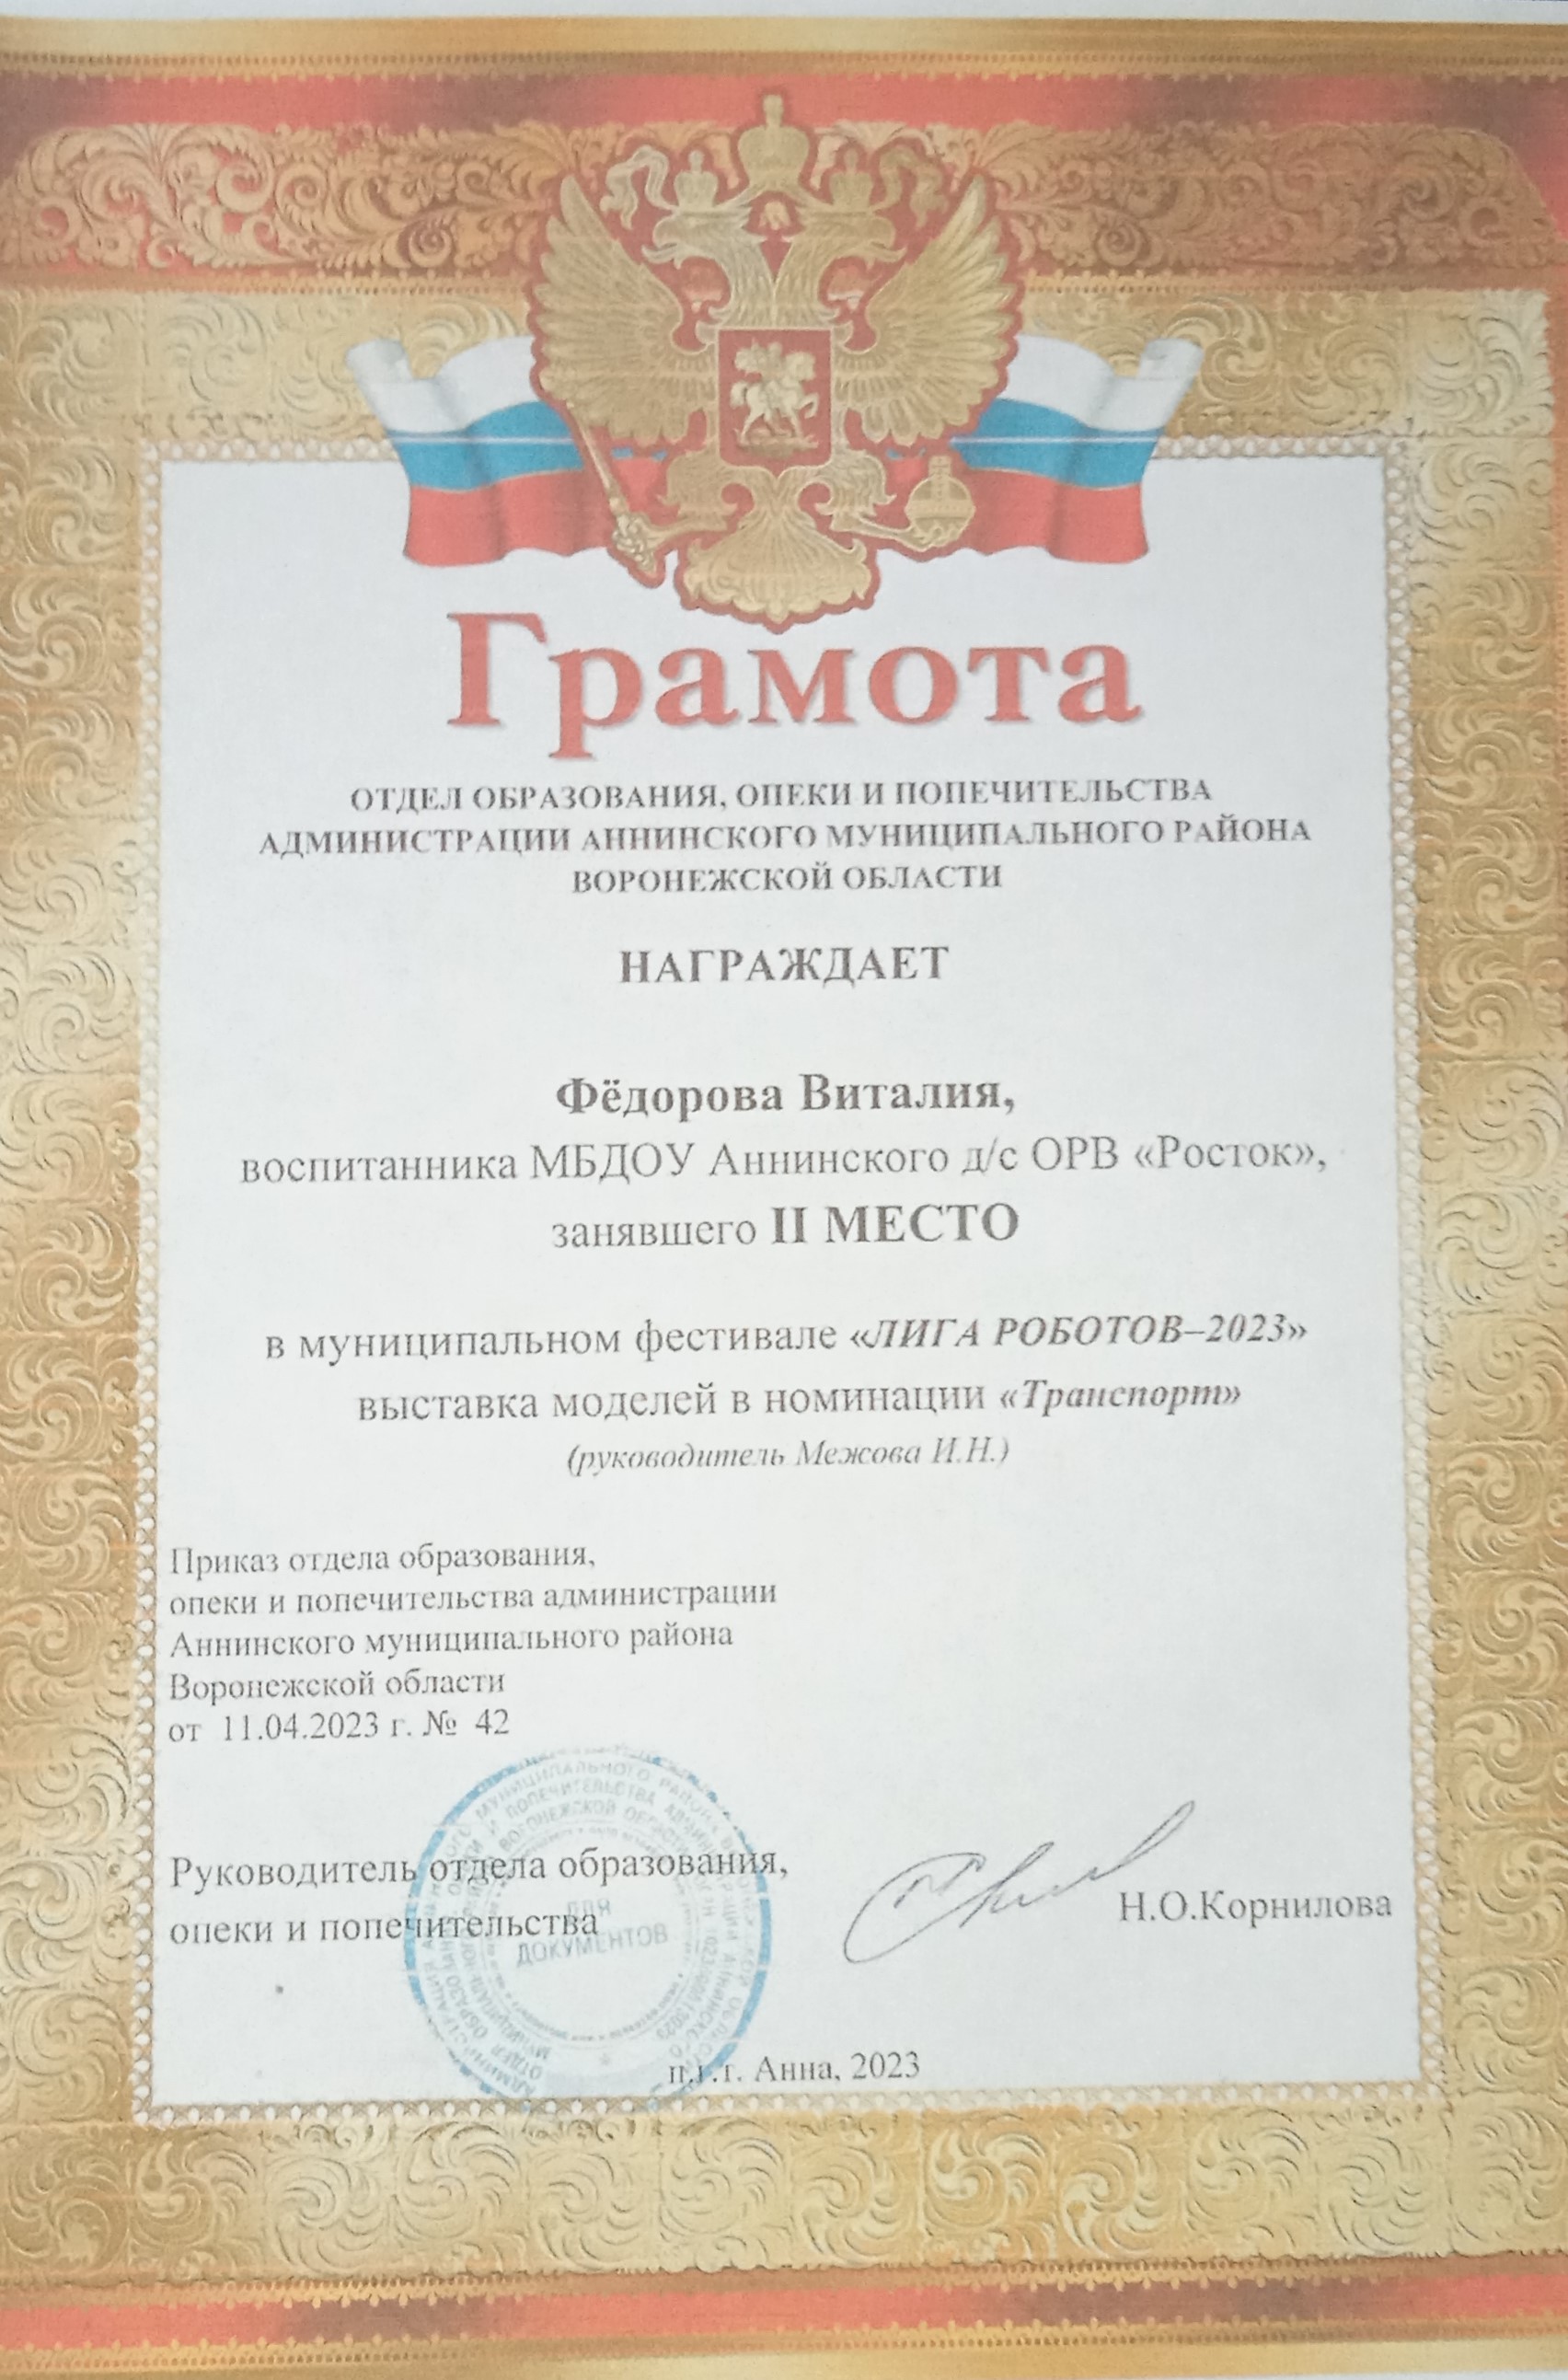 Грамота
ОТДЕЛ ОБРАЗОВАНИЯ, ОПЕКИ И ПОПЕЧИТЕЛЬСТВА
АДМИНИСТРАЦИИ АННИНСКОГО МУНИЦИПАЛЬНОГО РАЙОНА
ВОРОНЕЖСКОЙ ОБЛАСТИ
НАГРАЖДАЕТ
Фёдорова Виталия,
воспитанника МБДОУ Аннинского д/с ОРВ «Росток»,
занявшего II МЕСТО
в муниципальном фестивале «ЛИГА РОБОТОВ–2023»
выставка моделей в номинации «Транспорт»
(руководитель Межова И.Н.)
Приказ отдела образования,
опеки и попечительства администрации
Аннинского муниципального района
Воронежской области
от 11.04.2023 г. № 42
Руководитель отдела образования,
опеки и попечительства
Н.О.Корнилова
ДЛЯ
ДОКУМЕНТОВ
п.г.т. Анна, 2023